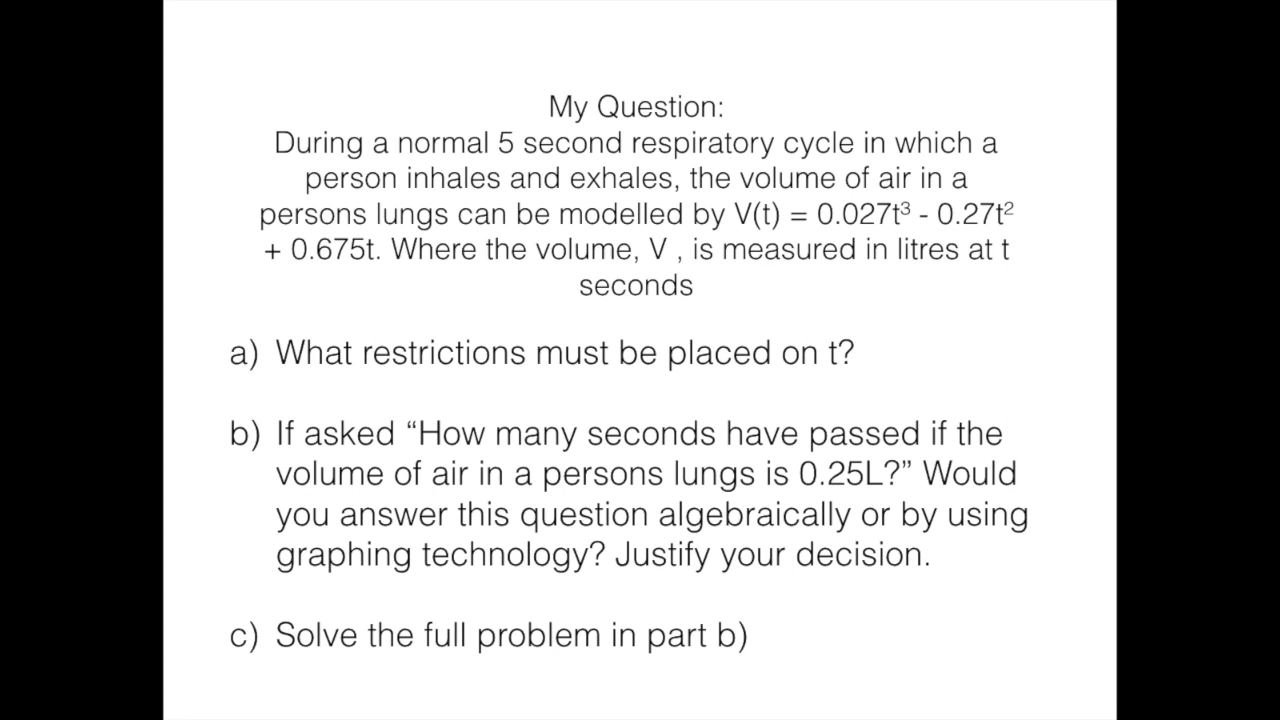 My Question:
During a normal 5 second respiratory cycle in which a
person inhales and exhales, the volume of air in a
persons lungs can be modelled by V(t) = 0.027t³ - 0.27t²
+ 0.675t. Where the volume, V , is measured in litres at t
seconds
a) What restrictions must be placed on t?
b) If asked “How many seconds have passed if the
volume of air in a persons lungs is 0.25L?” Would
you answer this question algebraically or by using
graphing technology? Justify your decision.
c) Solve the full problem in part b)